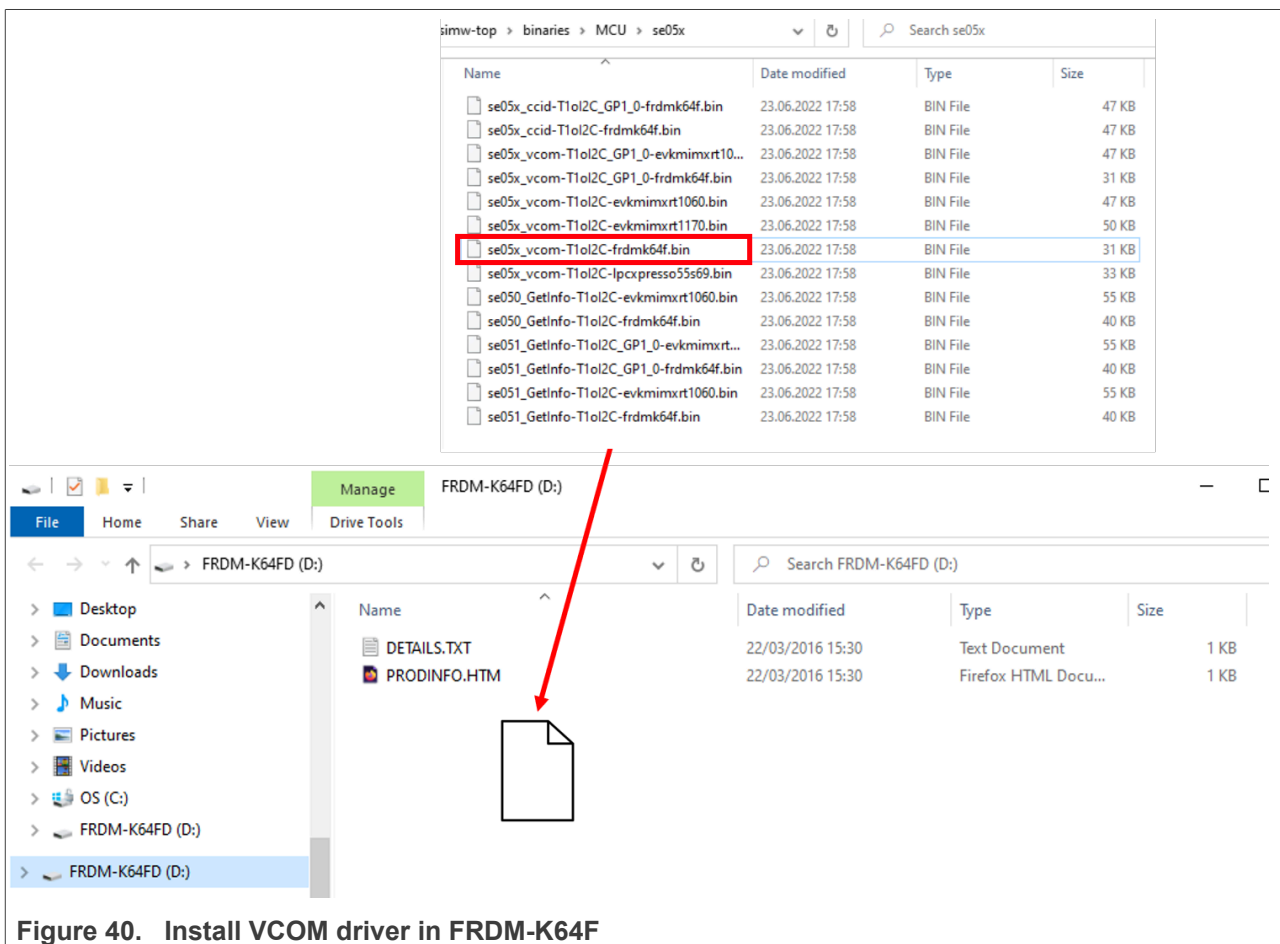 simw-top > binaries > MCU > se05x Search se05x
Name Date modified Type Size
se05x_ccid-T1oI2C_GP1_0-frdmk64f.bin 23.06.2022 17:58 BIN File 47 KB
se05x_ccid-T1oI2C-frdmk64f.bin 23.06.2022 17:58 BIN File 47 KB
se05x_vcom-T1oI2C_GP1_0-evkmimxrt10... 23.06.2022 17:58 BIN File 47 KB
se05x_vcom-T1oI2C_GP1_0-frdmk64f.bin 23.06.2022 17:58 BIN File 31 KB
se05x_vcom-T1oI2C-evkmimxrt1060.bin 23.06.2022 17:58 BIN File 47 KB
se05x_vcom-T1oI2C-evkmimxrt1170.bin 23.06.2022 17:58 BIN File 50 KB
se05x_vcom-T1oI2C-frdmk64f.bin 23.06.2022 17:58 BIN File 31 KB
se05x_vcom-T1oI2C-lpcxpresso55s69.bin 23.06.2022 17:58 BIN File 33 KB
se050_GetInfo-T1oI2C-evkmimxrt1060.bin 23.06.2022 17:58 BIN File 55 KB
se050_GetInfo-T1oI2C-frdmk64f.bin 23.06.2022 17:58 BIN File 40 KB
se051_GetInfo-T1oI2C_GP1_0-evkmimxrt... 23.06.2022 17:58 BIN File 55 KB
se051_GetInfo-T1oI2C_GP1_0-frdmk64f.bin 23.06.2022 17:58 BIN File 40 KB
se051_GetInfo-T1oI2C-evkmimxrt1060.bin 23.06.2022 17:58 BIN File 55 KB
se051_GetInfo-T1oI2C-frdmk64f.bin 23.06.2022 17:58 BIN File 40 KB
Manage FRDM-K64FD (D:)
File Home Share View Drive Tools
> FRDM-K64FD (D:) Search FRDM-K64FD (D:)
Name Date modified Type Size
DETAILS.TXT 22/03/2016 15:30 Text Document 1 KB
PRODINFO.HTM 22/03/2016 15:30 Firefox HTML Docu... 1 KB
Desktop
Documents
Downloads
Music
Pictures
Videos
OS (C:)
FRDM-K64FD (D:)
FRDM-K64FD (D:)
Figure 40. Install VCOM driver in FRDM-K64F